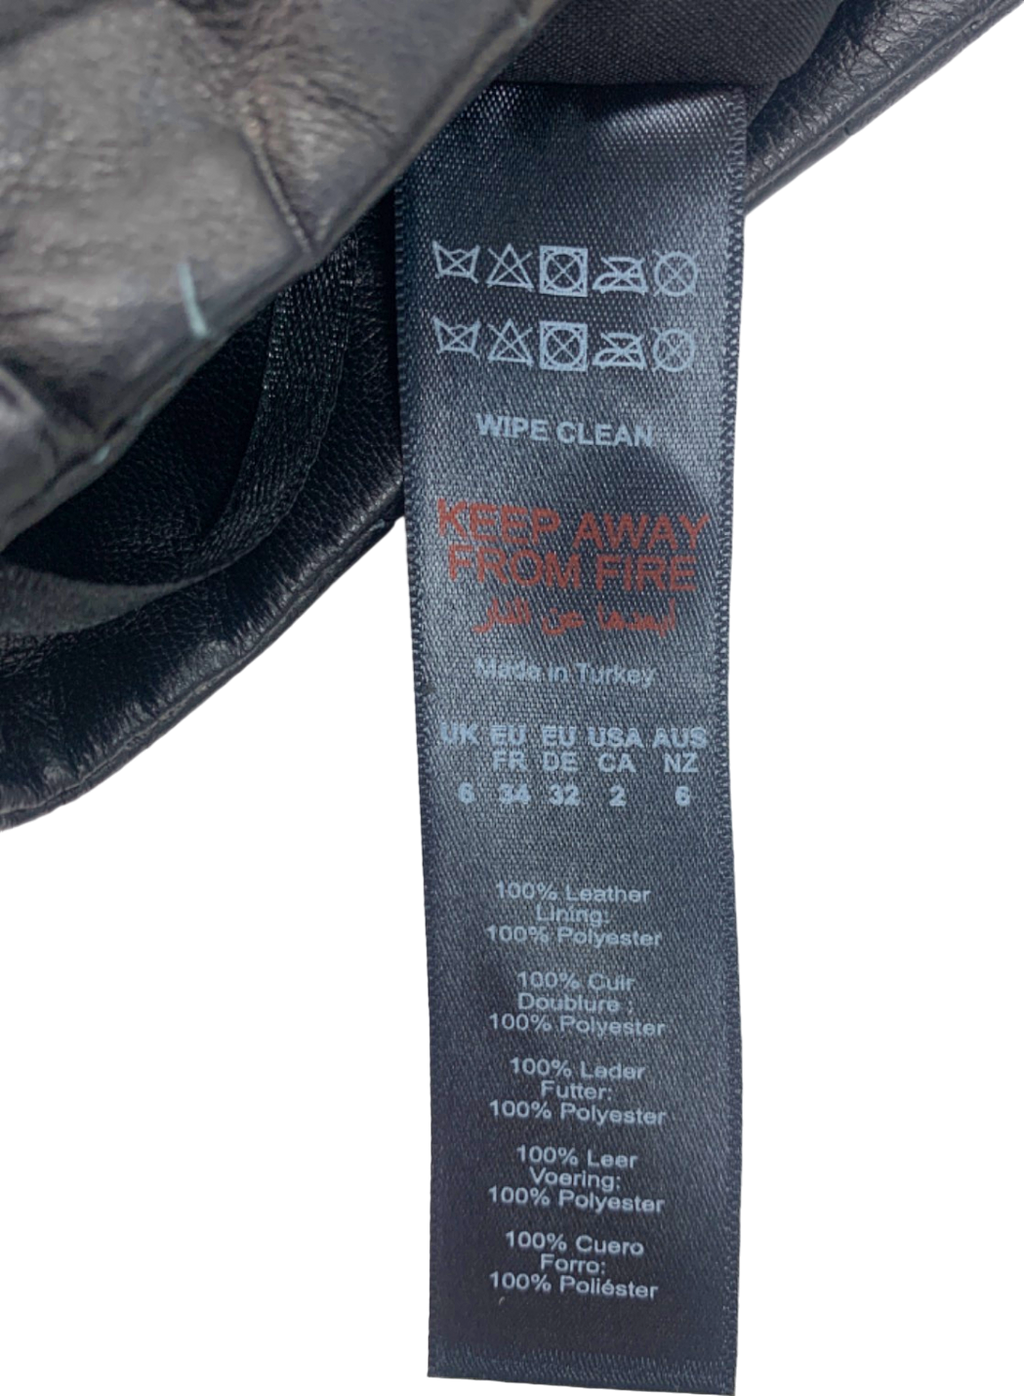 WIPE CLEAN
KEEP AWAY
FROM FIRE
أبعدها عن النار
Made in Turkey
UK EU EU USA AUS
FR DE CA NZ
6 34 32 2 6
100% Leather
Lining:
100% Polyester
100% Cuir
Doublure :
100% Polyester
100% Leder
Futter:
100% Polyester
100% Leer
Voering:
100% Polyester
100% Cuero
Forro:
100% Poliéster